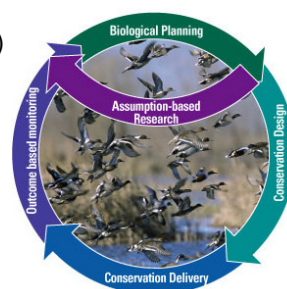 )
Biological Planning
Assumption-based
Research
Conservation Design
Conservation Delivery
Outcome based monitoring